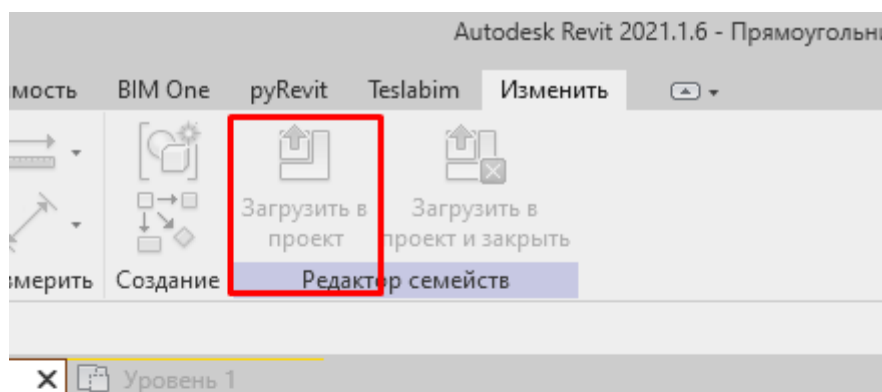 Autodesk Revit 2021.1.6 - Прямоугольн
мость BIM One pyRevit Teslabim Изменить
Загрузить в проект
Загрузить в проект и закрыть
змерить Создание Редактор семейств
Уровень 1